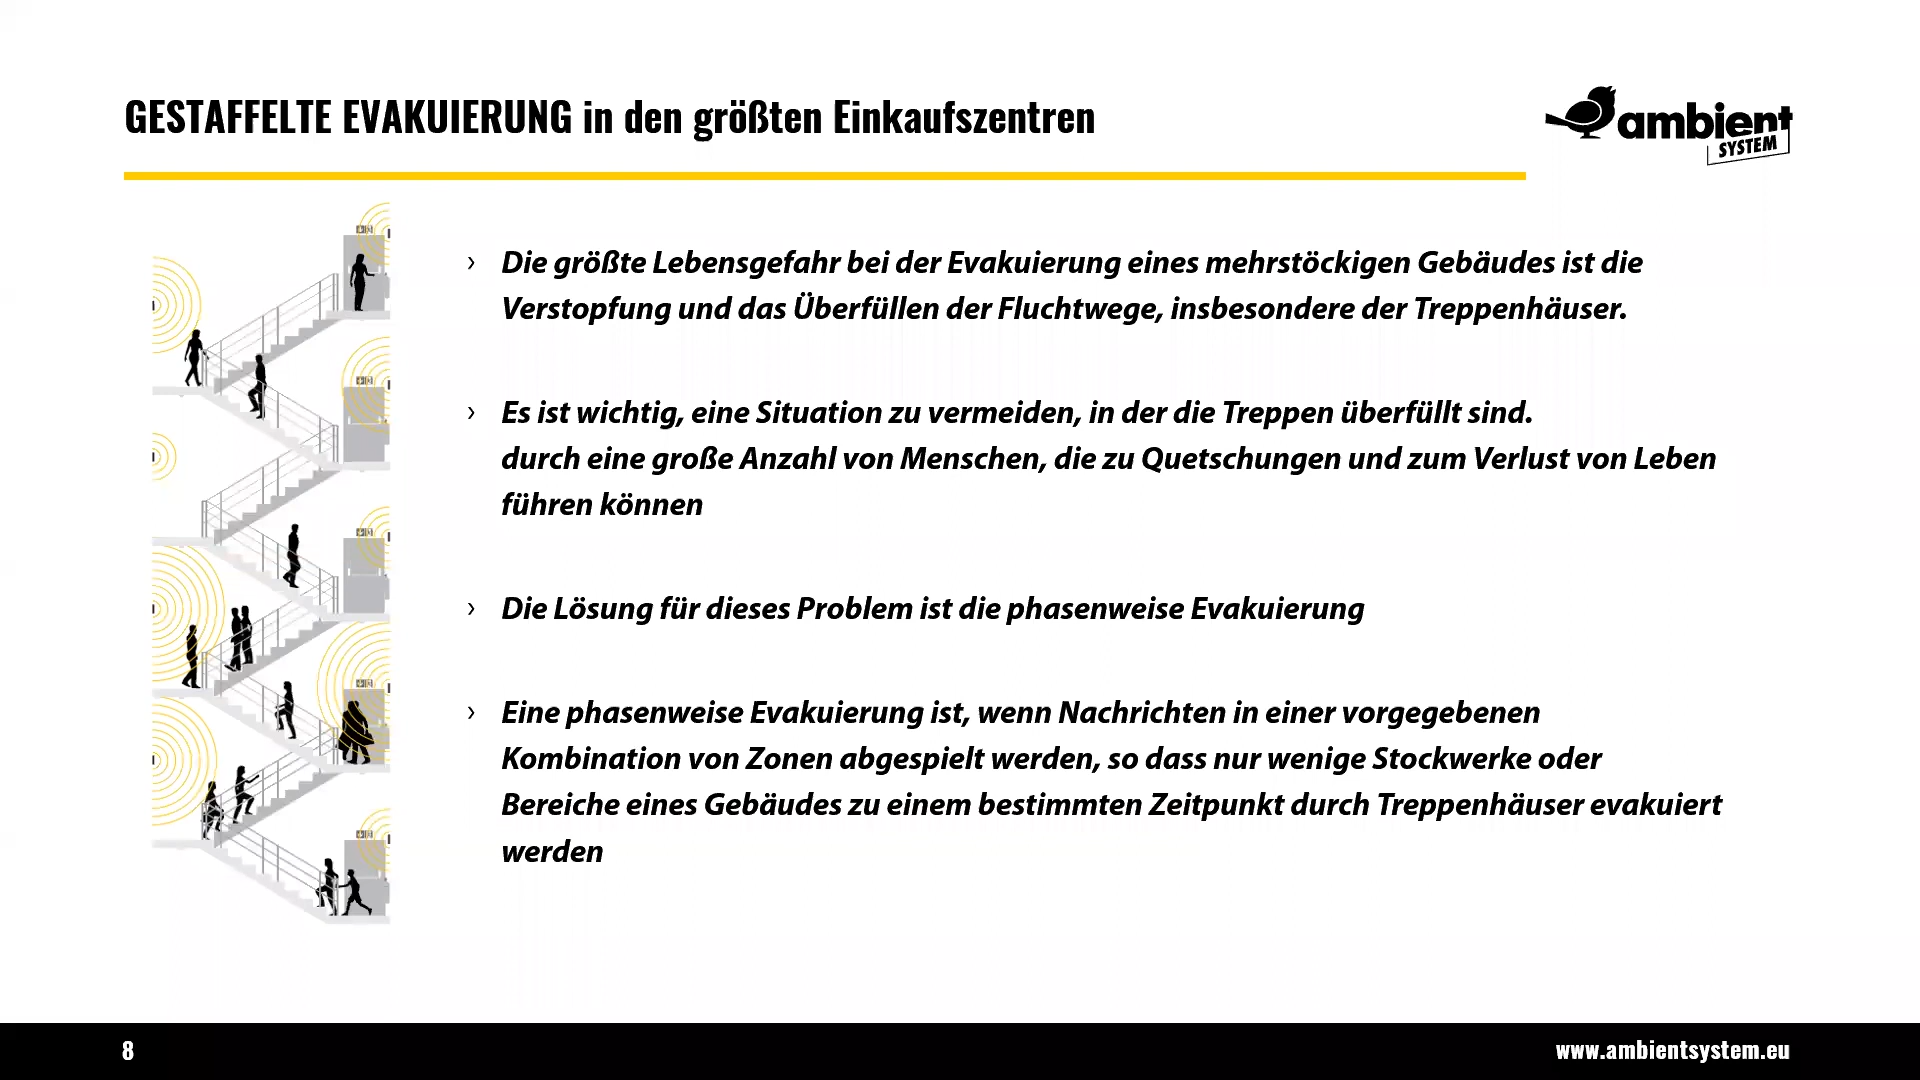 GESTAFFELTE EVAKUIERUNG in den größten Einkaufszentren
ambient
SYSTEM
› Die größte Lebensgefahr bei der Evakuierung eines mehrstöckigen Gebäudes ist die
Verstopfung und das Überfüllen der Fluchtwege, insbesondere der Treppenhäuser.
› Es ist wichtig, eine Situation zu vermeiden, in der die Treppen überfüllt sind.
durch eine große Anzahl von Menschen, die zu Quetschungen und zum Verlust von Leben
führen können
› Die Lösung für dieses Problem ist die phasenweise Evakuierung
› Eine phasenweise Evakuierung ist, wenn Nachrichten in einer vorgegebenen
Kombination von Zonen abgespielt werden, so dass nur wenige Stockwerke oder
Bereiche eines Gebäudes zu einem bestimmten Zeitpunkt durch Treppenhäuser evakuiert
werden
8
www.ambientsystem.eu